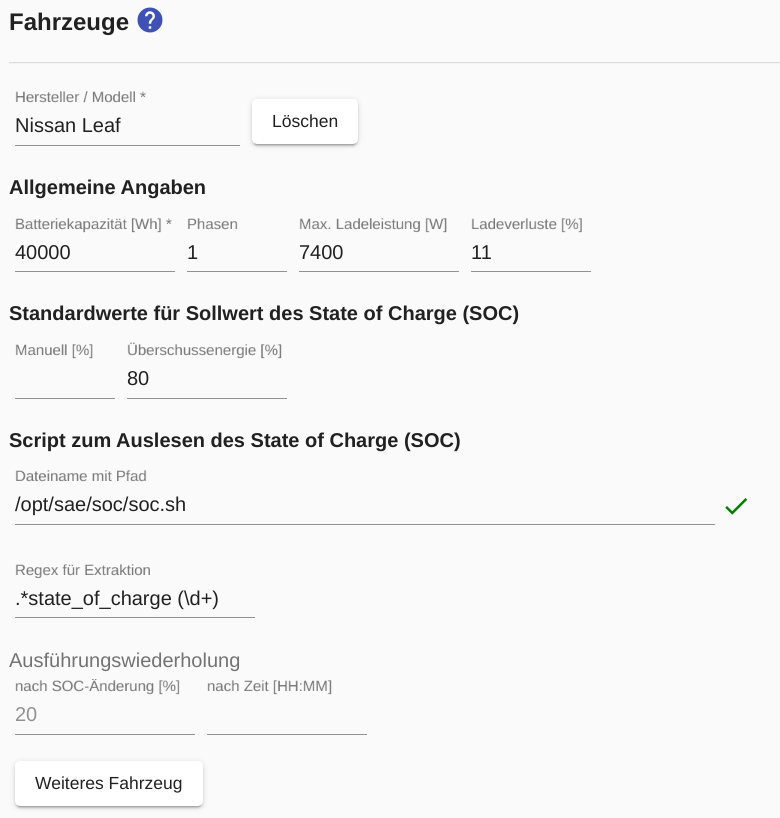 Fahrzeuge ?
Hersteller / Modell *
Nissan Leaf
Löschen
Allgemeine Angaben
Batteriekapazität [Wh] * Phasen Max. Ladeleistung [W] Ladeverluste [%]
40000 1 7400 11
Standardwerte für Sollwert des State of Charge (SOC)
Manuell [%] Überschussenergie [%]
80
Script zum Auslesen des State of Charge (SOC)
Dateiname mit Pfad
/opt/sae/soc/soc.sh
Regex für Extraktion
.*state_of_charge (\d+)
Ausführungswiederholung
nach SOC-Änderung [%] nach Zeit [HH:MM]
20
Weiteres Fahrzeug